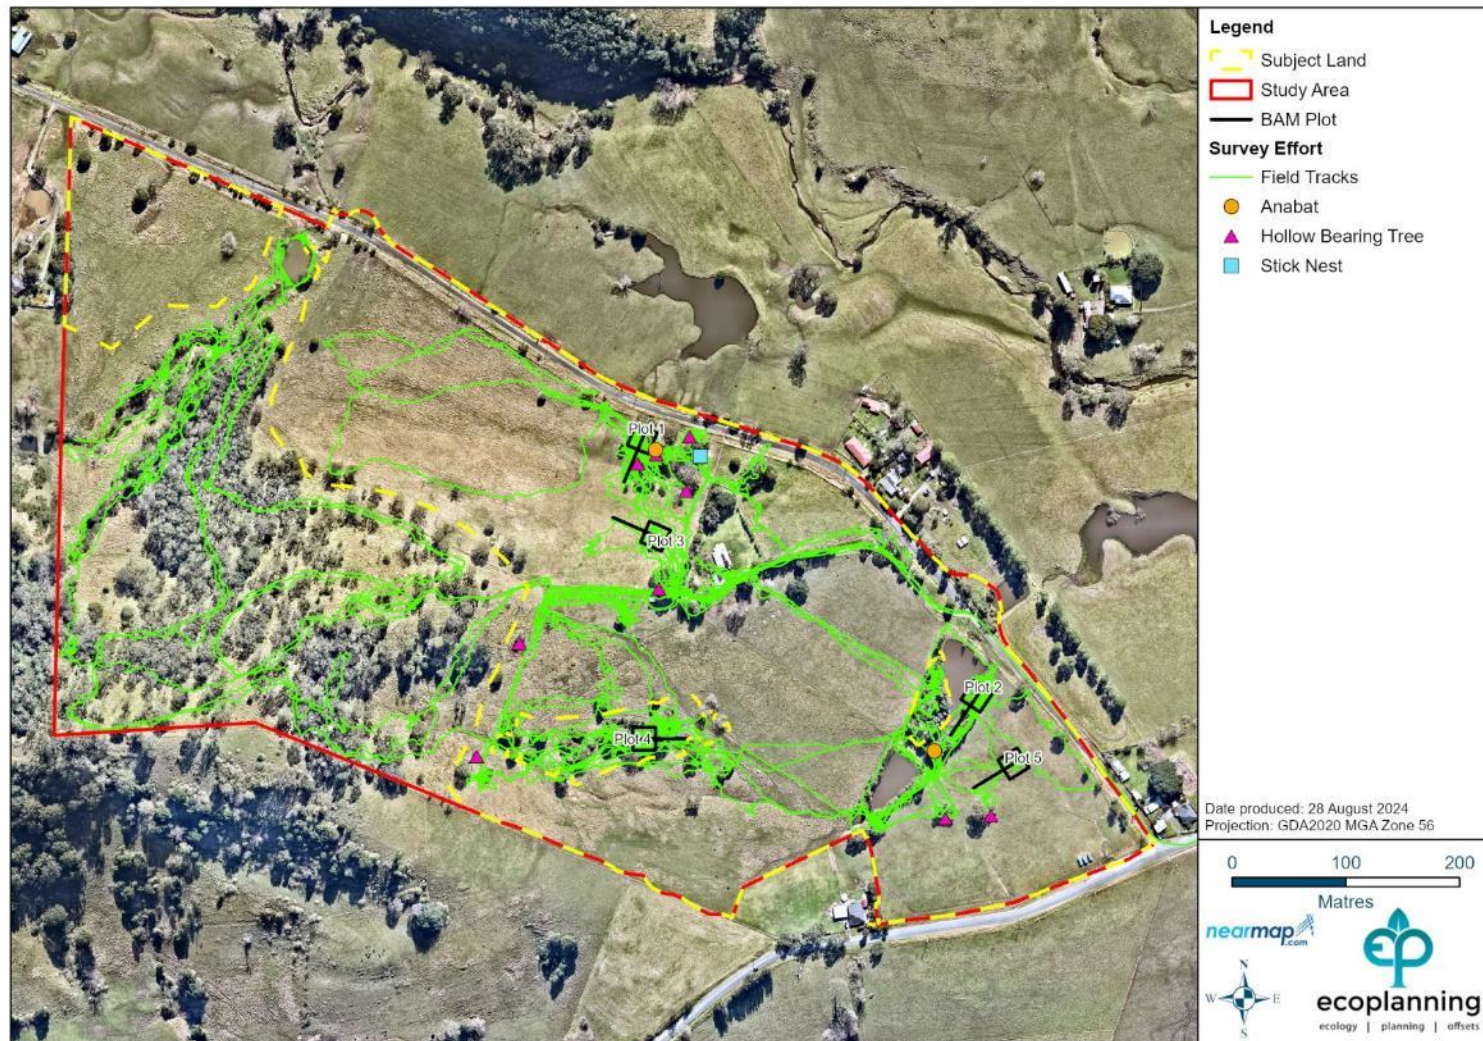 Legend
Subject Land
Study Area
BAM Plot
Survey Effort
Field Tracks
Anabat
Hollow Bearing Tree
Stick Nest
Plot 1
Plot 3
Plot 2
Plot 4
Plot 5
Date produced: 28 August 2024
Projection: GDA2020 MGA Zone 56
0 100 200
Matres
nearmap
.com
N
W E
S
ep
ecoplanning
ecology | planning | offsets